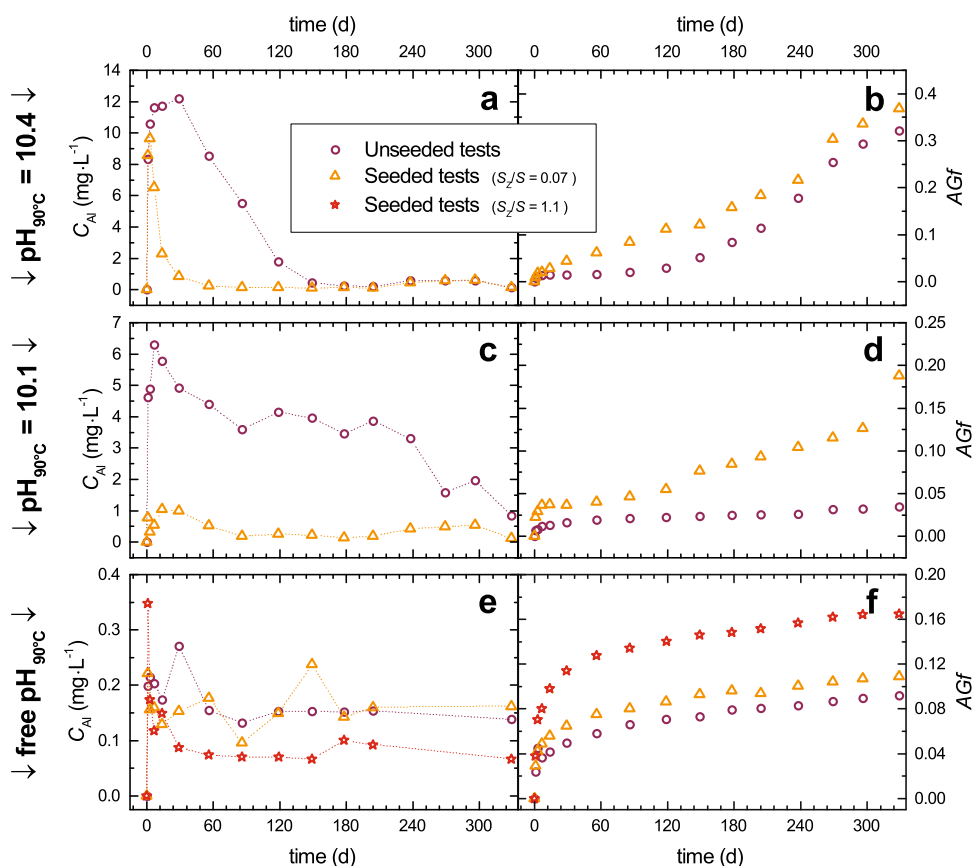 time (d) time (d)
0 60 120 180 240 300 0 60 120 180 240 300
↓ pH90°C = 10.4 ↓
C_Al (mg·L⁻¹)
14
12
10
8
6
4
2
0
a
b
0.4
0.3
0.2
0.1
0.0
AGf
Unseeded tests
Seeded tests (S_Z/S = 0.07)
Seeded tests (S_Z/S = 1.1)
↓ pH90°C = 10.1 ↓
C_Al (mg·L⁻¹)
7
6
5
4
3
2
1
0
c
d
0.25
0.20
0.15
0.10
0.05
0.00
AGf
↓ free pH90°C ↓
C_Al (mg·L⁻¹)
0.4
0.3
0.2
0.1
0.0
e
f
0.20
0.16
0.12
0.08
0.04
0.00
AGf
0 60 120 180 240 300 0 60 120 180 240 300
time (d) time (d)